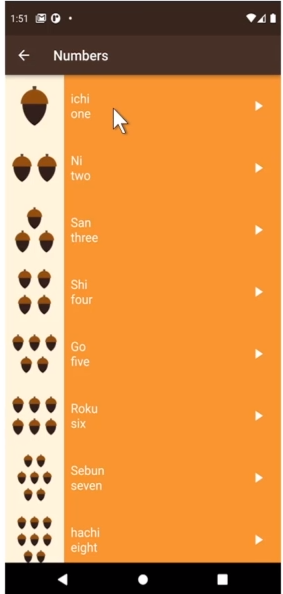 1:51
Numbers
ichi
one
Ni
two
San
three
Shi
four
Go
five
Roku
six
Sebun
seven
hachi
eight